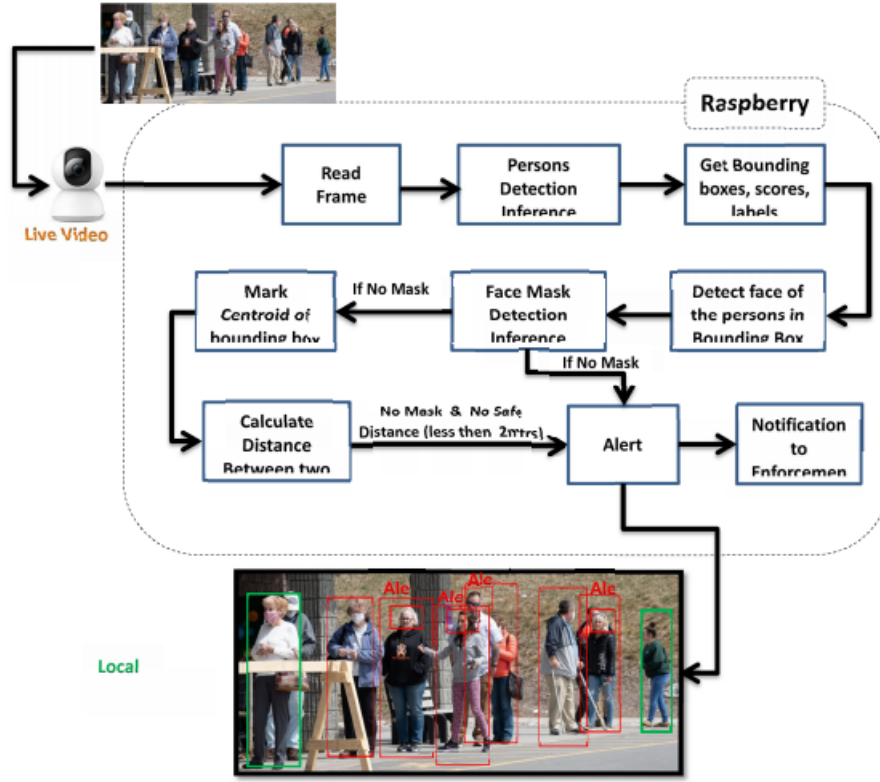 Raspberry
Read
Frame
Persons
Detection
Inference
Get Bounding
boxes, scores,
labels
Live Video
Mark
Centroid of
bounding box
If No Mask
Face Mask
Detection
Inference
Detect face of
the persons in
Bounding Box
If No Mask
Calculate
Distance
Between two
No Mask & No Safe
Distance (less then 2mtrs)
Alert
Notification
to
Enforcemen
Ale
Ale
Ale
Ale
Local